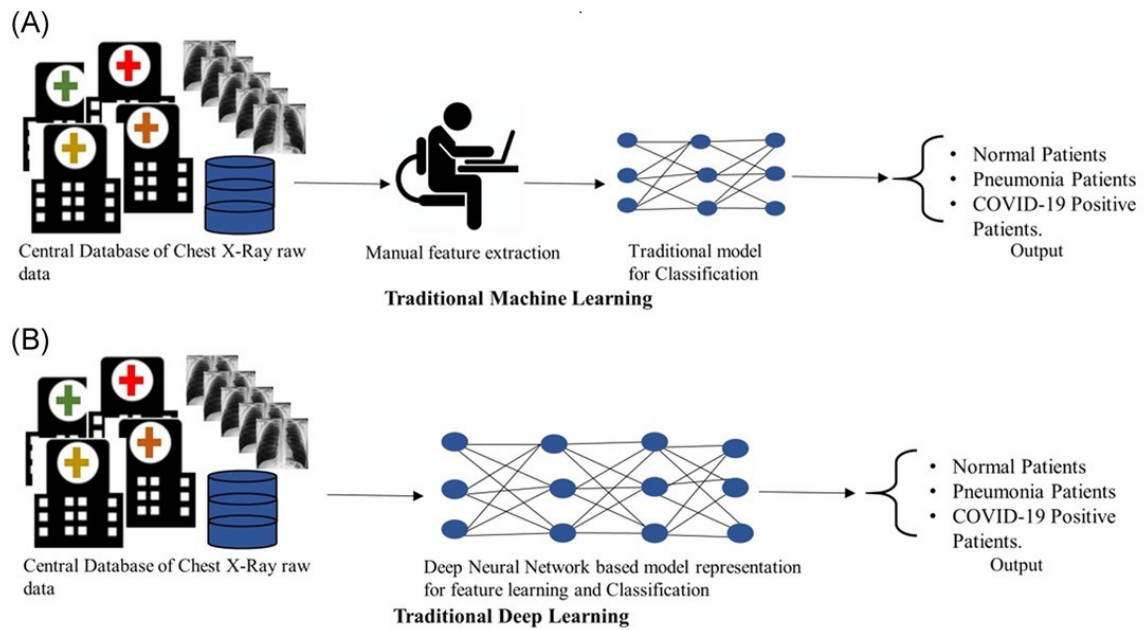 (A)
• Normal Patients
• Pneumonia Patients
• COVID-19 Positive
Patients.
Output
Central Database of Chest X-Ray raw
data
Manual feature extraction
Traditional model
for Classification
Traditional Machine Learning
(B)
• Normal Patients
• Pneumonia Patients
• COVID-19 Positive
Patients.
Output
Central Database of Chest X-Ray raw
data
Deep Neural Network based model representation
for feature learning and Classification
Traditional Deep Learning